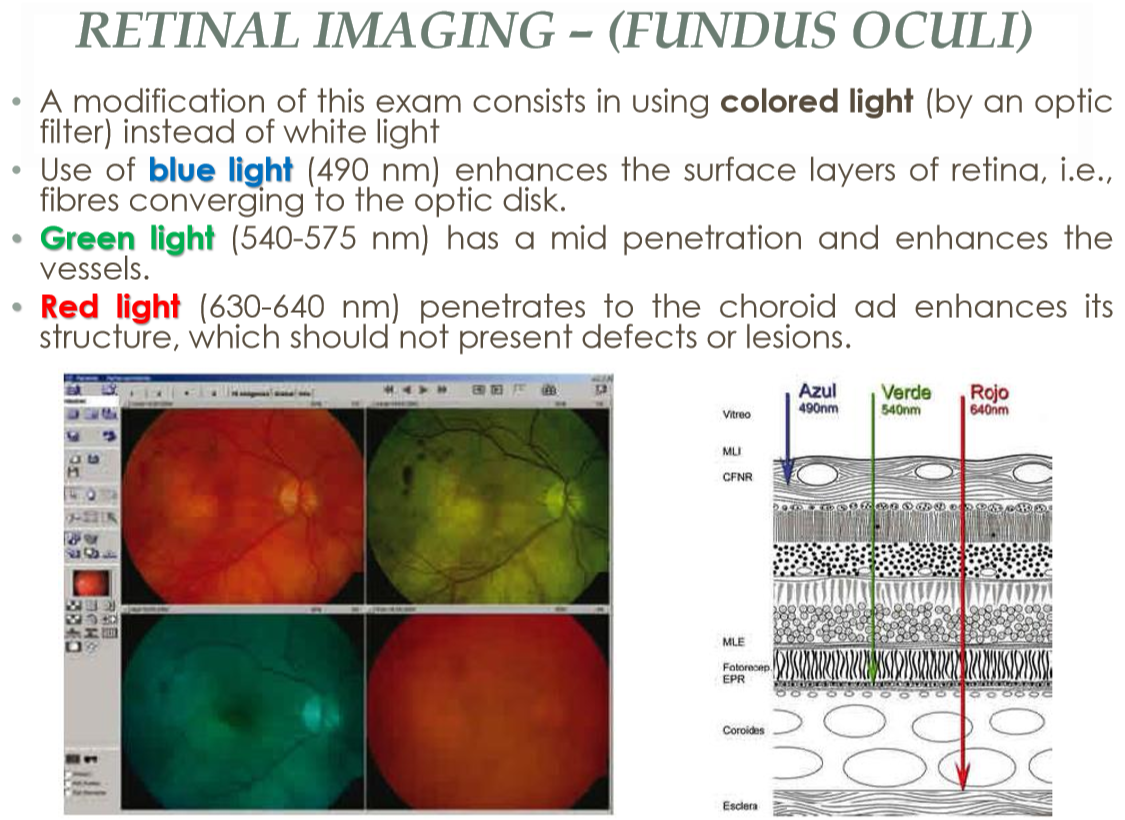 RETINAL IMAGING – (FUNDUS OCULI)
• A modification of this exam consists in using colored light (by an optic
filter) instead of white light
• Use of blue light (490 nm) enhances the surface layers of retina, i.e.,
fibres converging to the optic disk.
• Green light (540-575 nm) has a mid penetration and enhances the
vessels.
• Red light (630-640 nm) penetrates to the choroid ad enhances its
structure, which should not present defects or lesions.
Azul
490nm
Verde
540nm
Rojo
640nm
Vitreo
MLI
CFNR
MLE
Fotorecep.
EPR
Coroides
Esclera